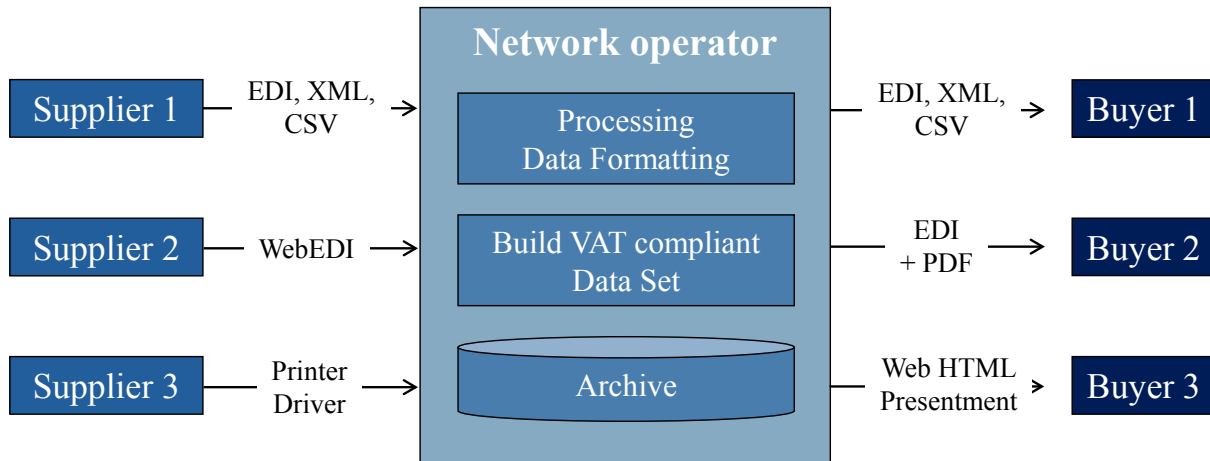 Network operator
Supplier 1
EDI, XML,
CSV
Processing
Data Formatting
EDI, XML,
CSV
Buyer 1
Supplier 2
WebEDI
Build VAT compliant
Data Set
EDI
+ PDF
Buyer 2
Supplier 3
Printer
Driver
Archive
Web HTML
Presentment
Buyer 3